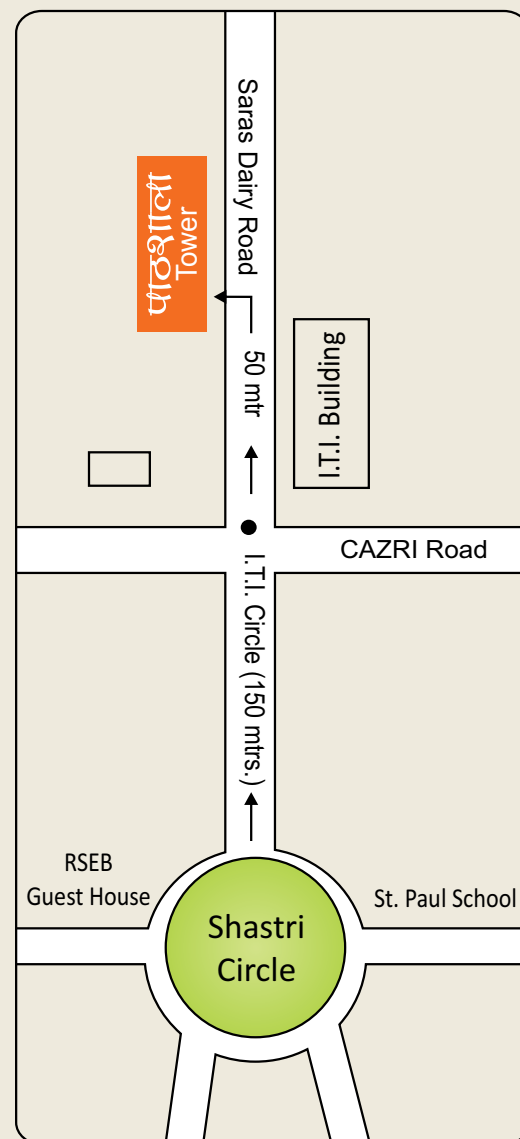 Saras Dairy Road
पाठशाला
Tower
50 mtr
I.T.I. Building
CAZRI Road
I.T.I. Circle (150 mtrs.)
RSEB
Guest House
St. Paul School
Shastri
Circle